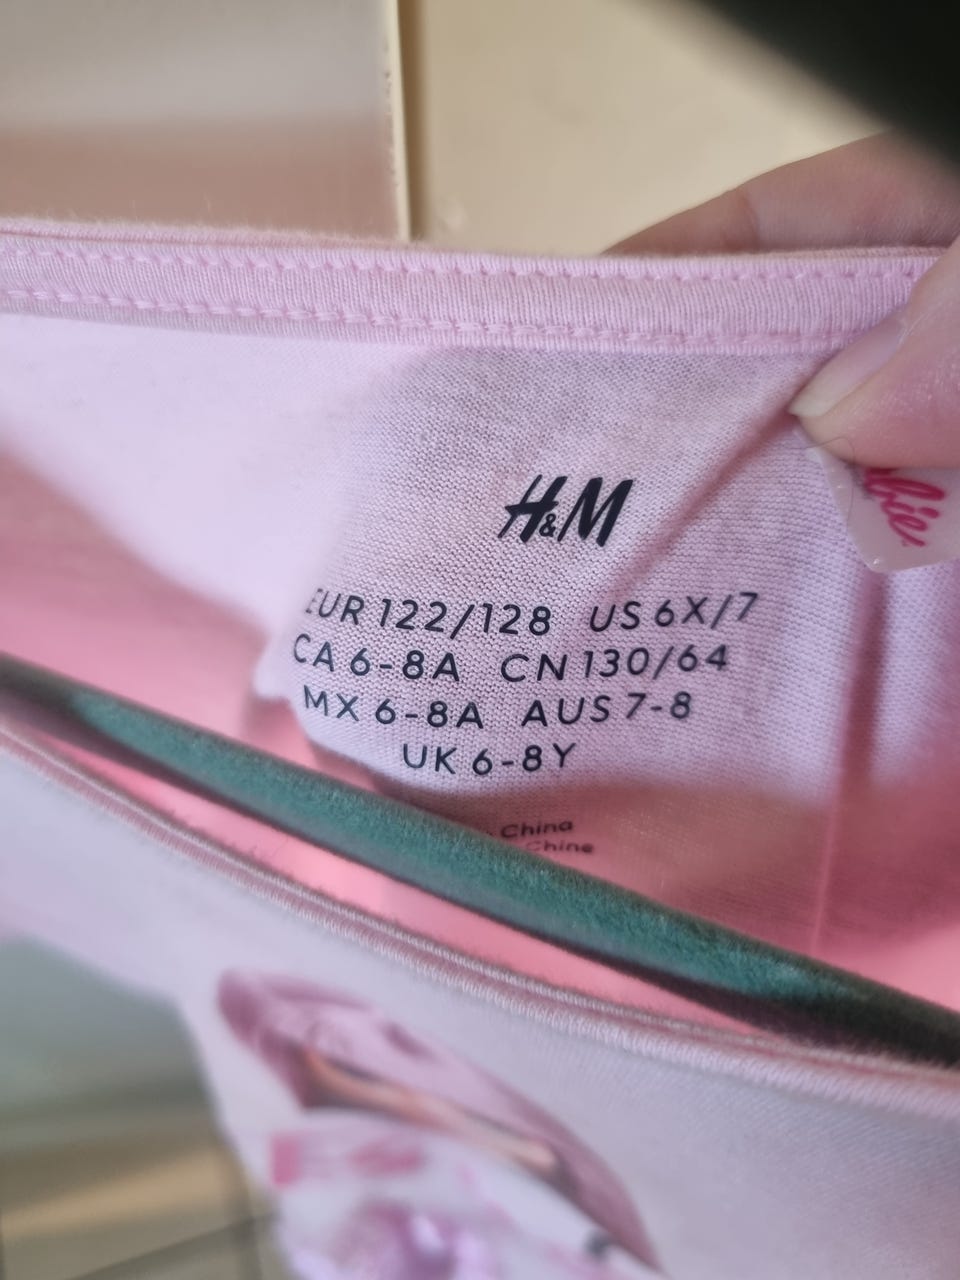 H&M
EUR 122/128 US 6X/7
CA 6-8A CN 130/64
MX 6-8A AUS 7-8
UK 6-8Y
China
Chine